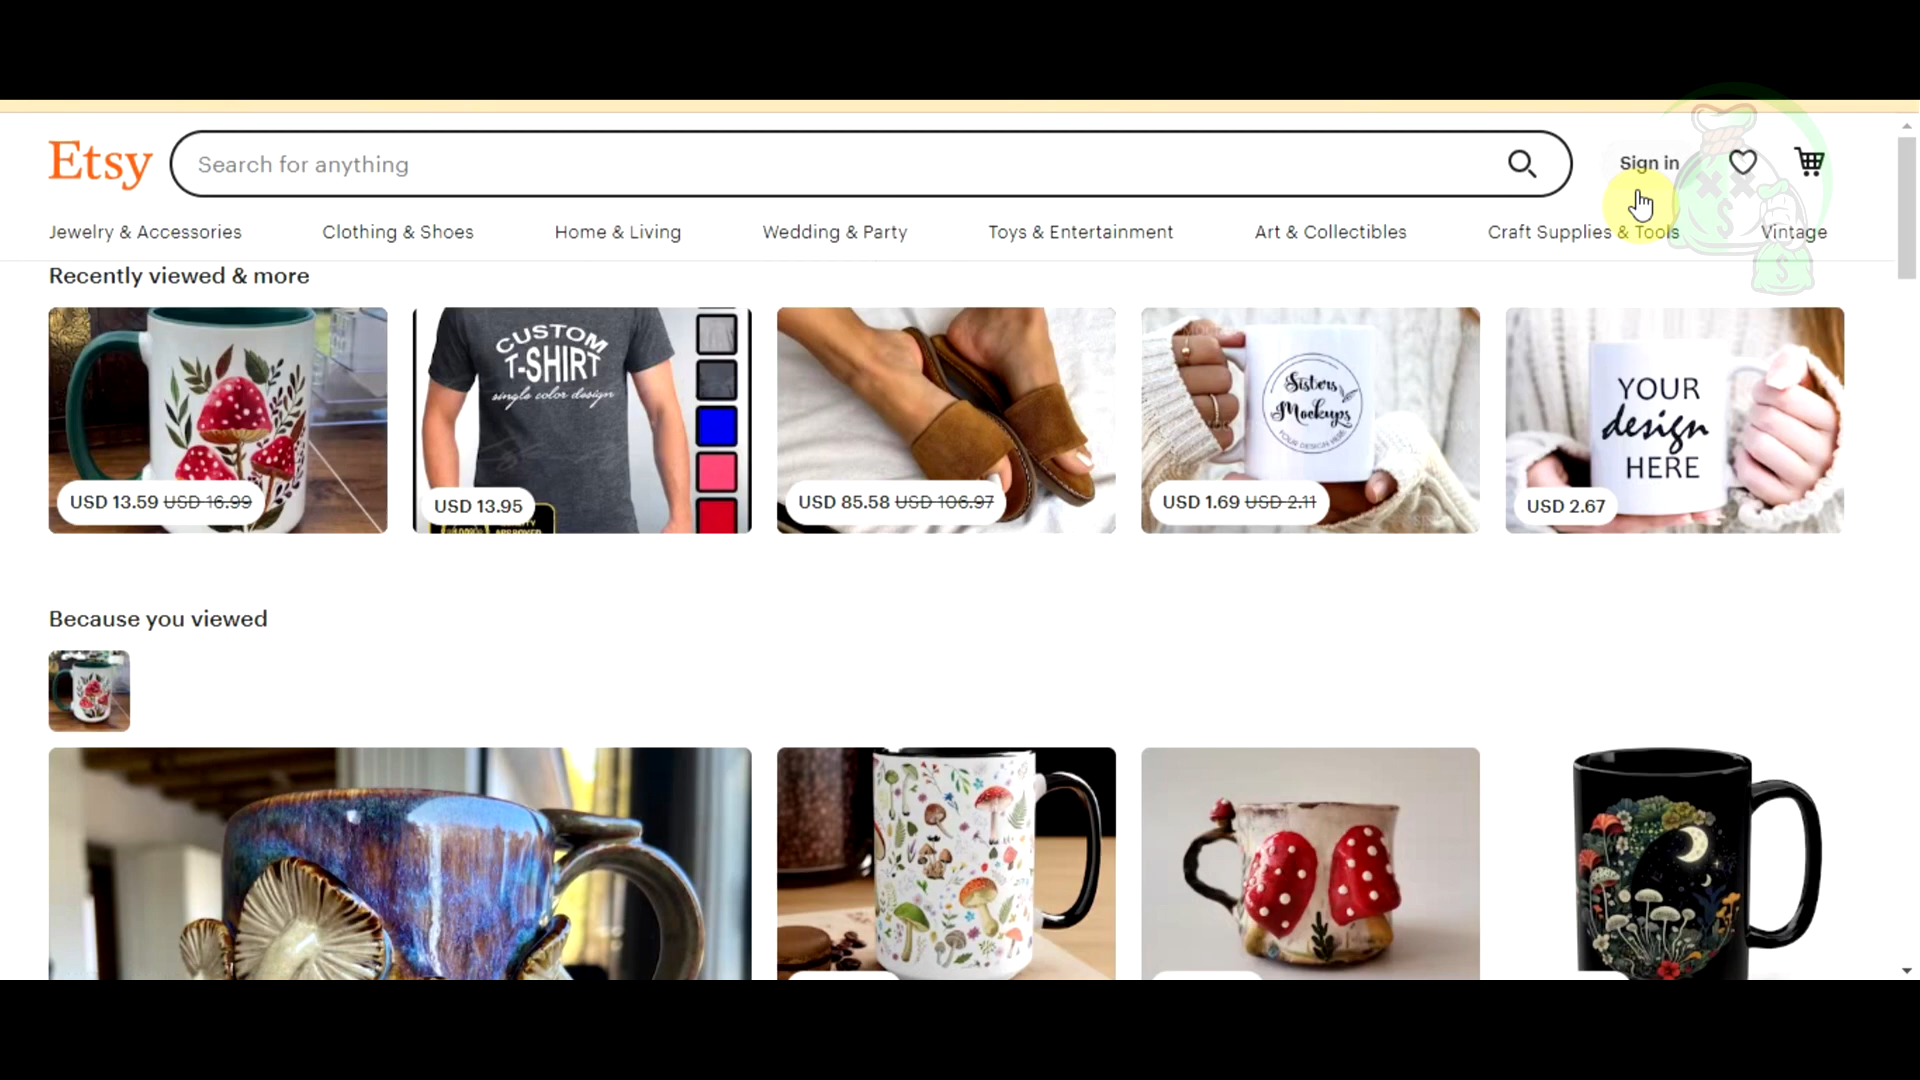 Etsy
Search for anything
Sign in
Jewelry & Accessories
Clothing & Shoes
Home & Living
Wedding & Party
Toys & Entertainment
Art & Collectibles
Craft Supplies & Tools
Vintage
Recently viewed & more
CUSTOM
T-SHIRT
single color design
Sisters
Mockups
YOUR DESIGN HERE
YOUR
design
HERE
USD 13.59 USD 16.99
USD 13.95
USD 85.58 USD 106.97
USD 1.69 USD 2.11
USD 2.67
Because you viewed